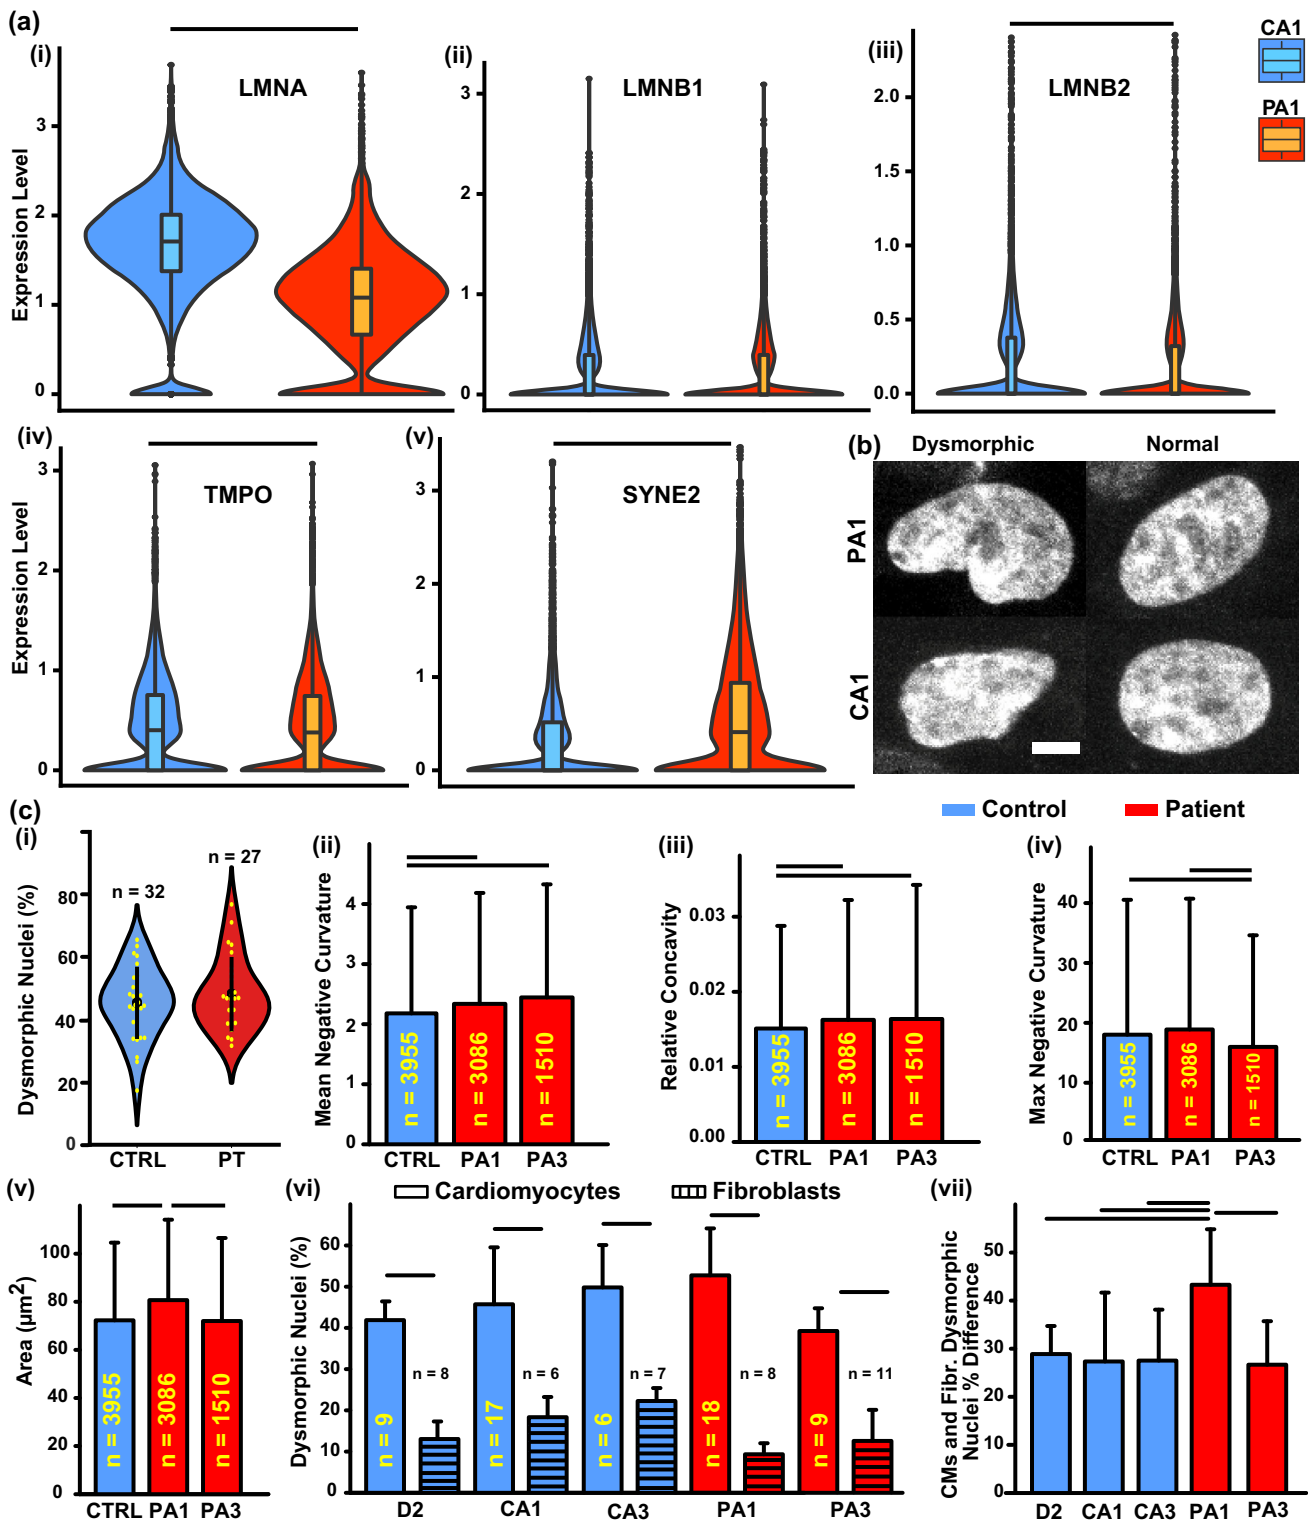 (a)
(i)
LMNA
Expression Level
3
2
1
0
(ii)
LMNB1
3
2
1
0
(iii)
LMNB2
2.0
1.5
1.0
0.5
0.0
CA1
PA1
(iv)
TMPO
Expression Level
3
2
1
0
(v)
SYNE2
3
2
1
0
(b)
Dysmorphic
Normal
PA1
CA1
Control
Patient
(c)
(i)
Dysmorphic Nuclei (%)
80
60
40
20
0
n = 32
n = 27
CTRL
PT
(ii)
Mean Negative Curvature
5
4
3
2
1
0
n = 3955
n = 3086
n = 1510
CTRL
PA1
PA3
(iii)
Relative Concavity
0.03
0.02
0.01
0.00
n = 3955
n = 3086
n = 1510
CTRL
PA1
PA3
(iv)
Max Negative Curvature
40
30
20
10
0
n = 3955
n = 3086
n = 1510
CTRL
PA1
PA3
(v)
Area (µm²)
100
80
60
40
20
0
n = 3955
n = 3086
n = 1510
CTRL
PA1
PA3
(vi)
Cardiomyocytes
Fibroblasts
Dysmorphic Nuclei (%)
60
50
40
30
20
10
0
n = 9
n = 8
n = 17
n = 6
n = 6
n = 7
n = 18
n = 8
n = 9
n = 11
D2
CA1
CA3
PA1
PA3
(vii)
CMs and Fibr. Dysmorphic
Nuclei % Difference
50
40
30
20
10
0
D2
CA1
CA3
PA1
PA3